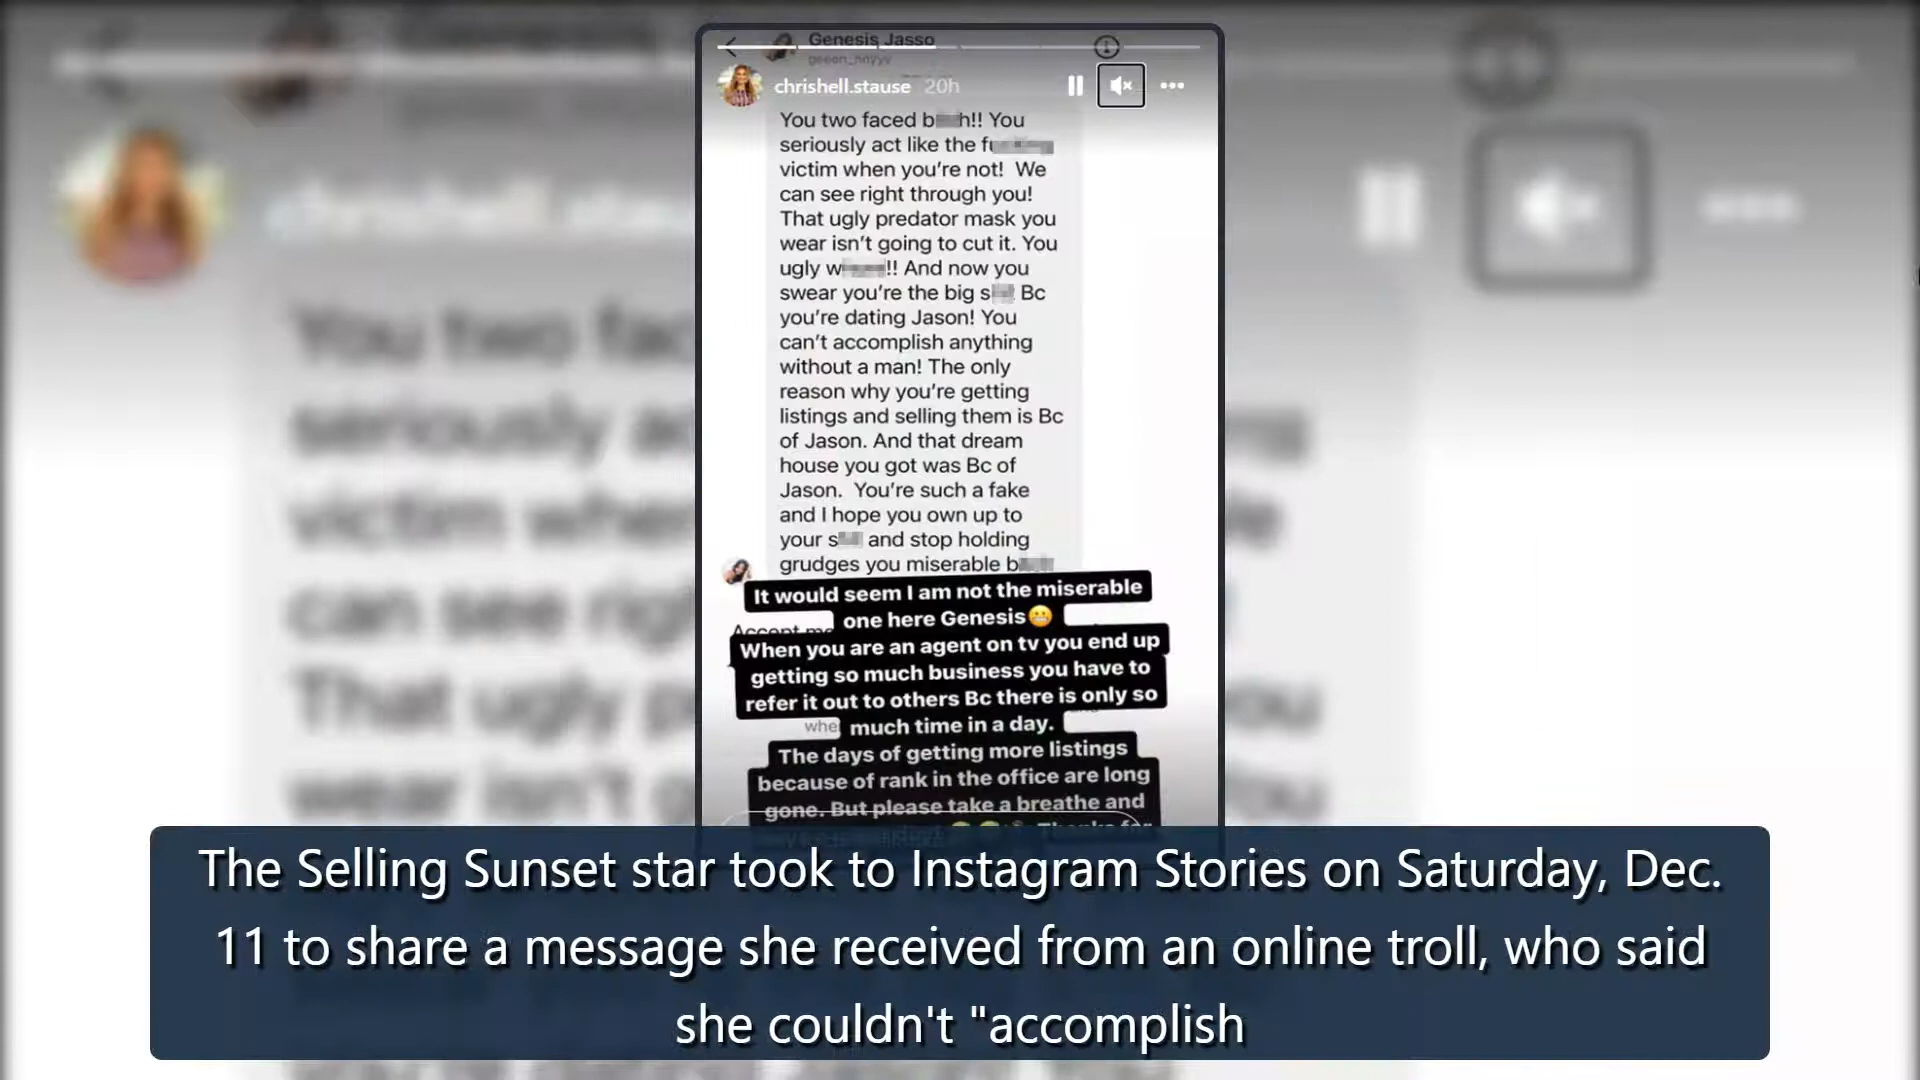 Genesis Jasso
chrishell.stause 20h
You two faced b h!! You
seriously act like the f
victim when you're not! We
can see right through you!
That ugly predator mask you
wear isn't going to cut it. You
ugly w !! And now you
swear you're the big s Bc
you're dating Jason! You
can't accomplish anything
without a man! The only
reason why you're getting
listings and selling them is Bc
of Jason. And that dream
house you got was Bc of
Jason. You're such a fake
and I hope you own up to
your s and stop holding
grudges you miserable b
It would seem I am not the miserable
one here Genesis😬
When you are an agent on tv you end up
getting so much business you have to
refer it out to others Bc there is only so
much time in a day.
The days of getting more listings
because of rank in the office are long
gone. But please take a breathe and
Thanks for
The Selling Sunset star took to Instagram Stories on Saturday, Dec.
11 to share a message she received from an online troll, who said
she couldn't "accomplish